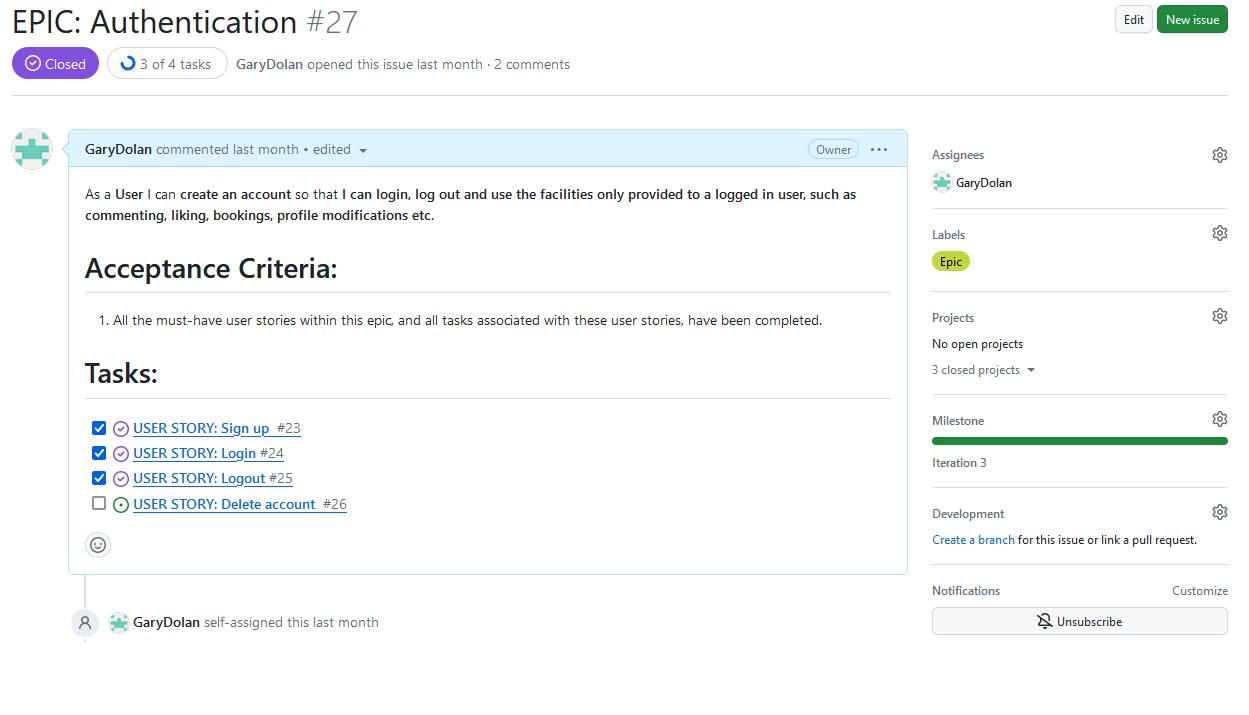 EPIC: Authentication #27
Edit
New issue
Closed
3 of 4 tasks
GaryDolan opened this issue last month · 2 comments
GaryDolan commented last month • edited
Owner
As a User I can create an account so that I can login, log out and use the facilities only provided to a logged in user, such as
commenting, liking, bookings, profile modifications etc.
Acceptance Criteria:
1. All the must-have user stories within this epic, and all tasks associated with these user stories, have been completed.
Tasks:
USER STORY: Sign up #23
USER STORY: Login #24
USER STORY: Logout #25
USER STORY: Delete account #26
GaryDolan self-assigned this last month
Assignees
GaryDolan
Labels
Epic
Projects
No open projects
3 closed projects
Milestone
Iteration 3
Development
Create a branch for this issue or link a pull request.
Notifications
Customize
Unsubscribe